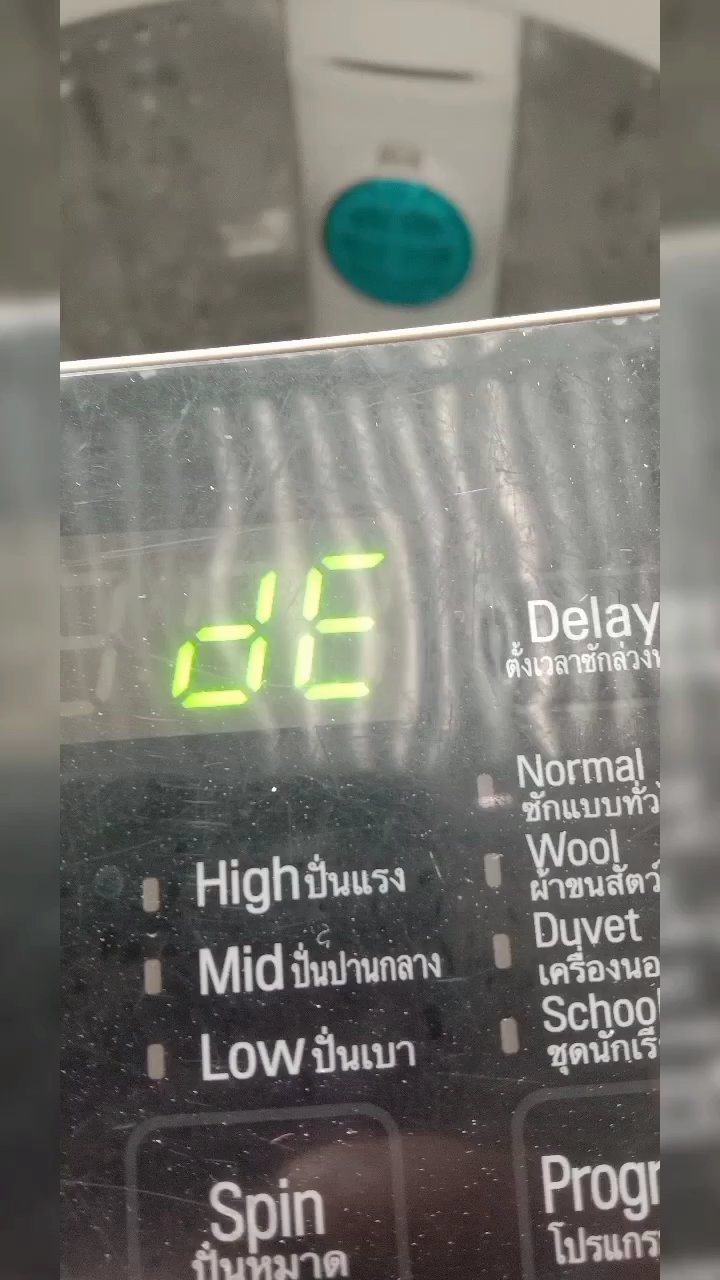 dE
Delay
ตั้งเวลาซักล่วงห
Normal
ซักแบบทั่ว
Wool
ผ้าขนสัตว์
High ปั่นแรง
Duvet
เครื่องนอ
Mid ปั่นปานกลาง
School
ชุดนักเรี
Low ปั่นเบา
Spin
ปั่นหมาด
Progr
โปรแกร